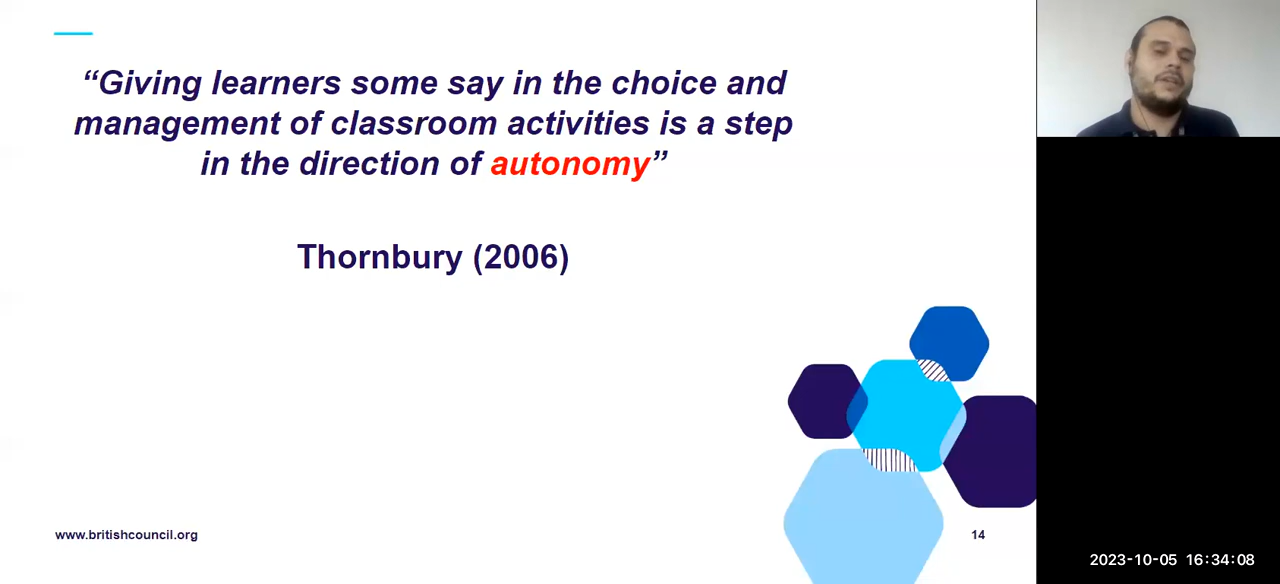 “Giving learners some say in the choice and
management of classroom activities is a step
in the direction of autonomy”
Thornbury (2006)
www.britishcouncil.org
14
2023-10-05 16:34:08